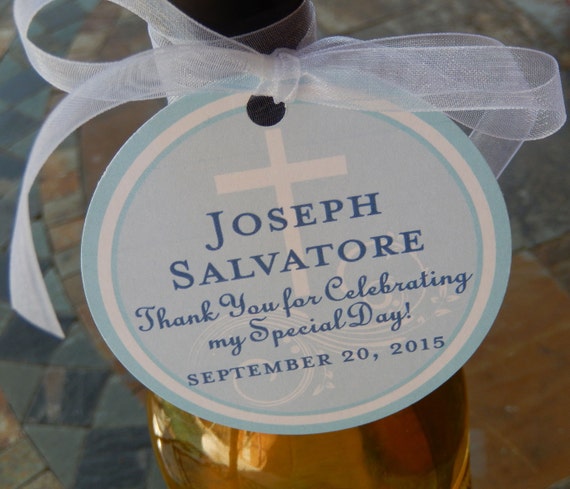 Joseph
Salvatore
Thank You for Celebrating
my Special Day!
September 20, 2015